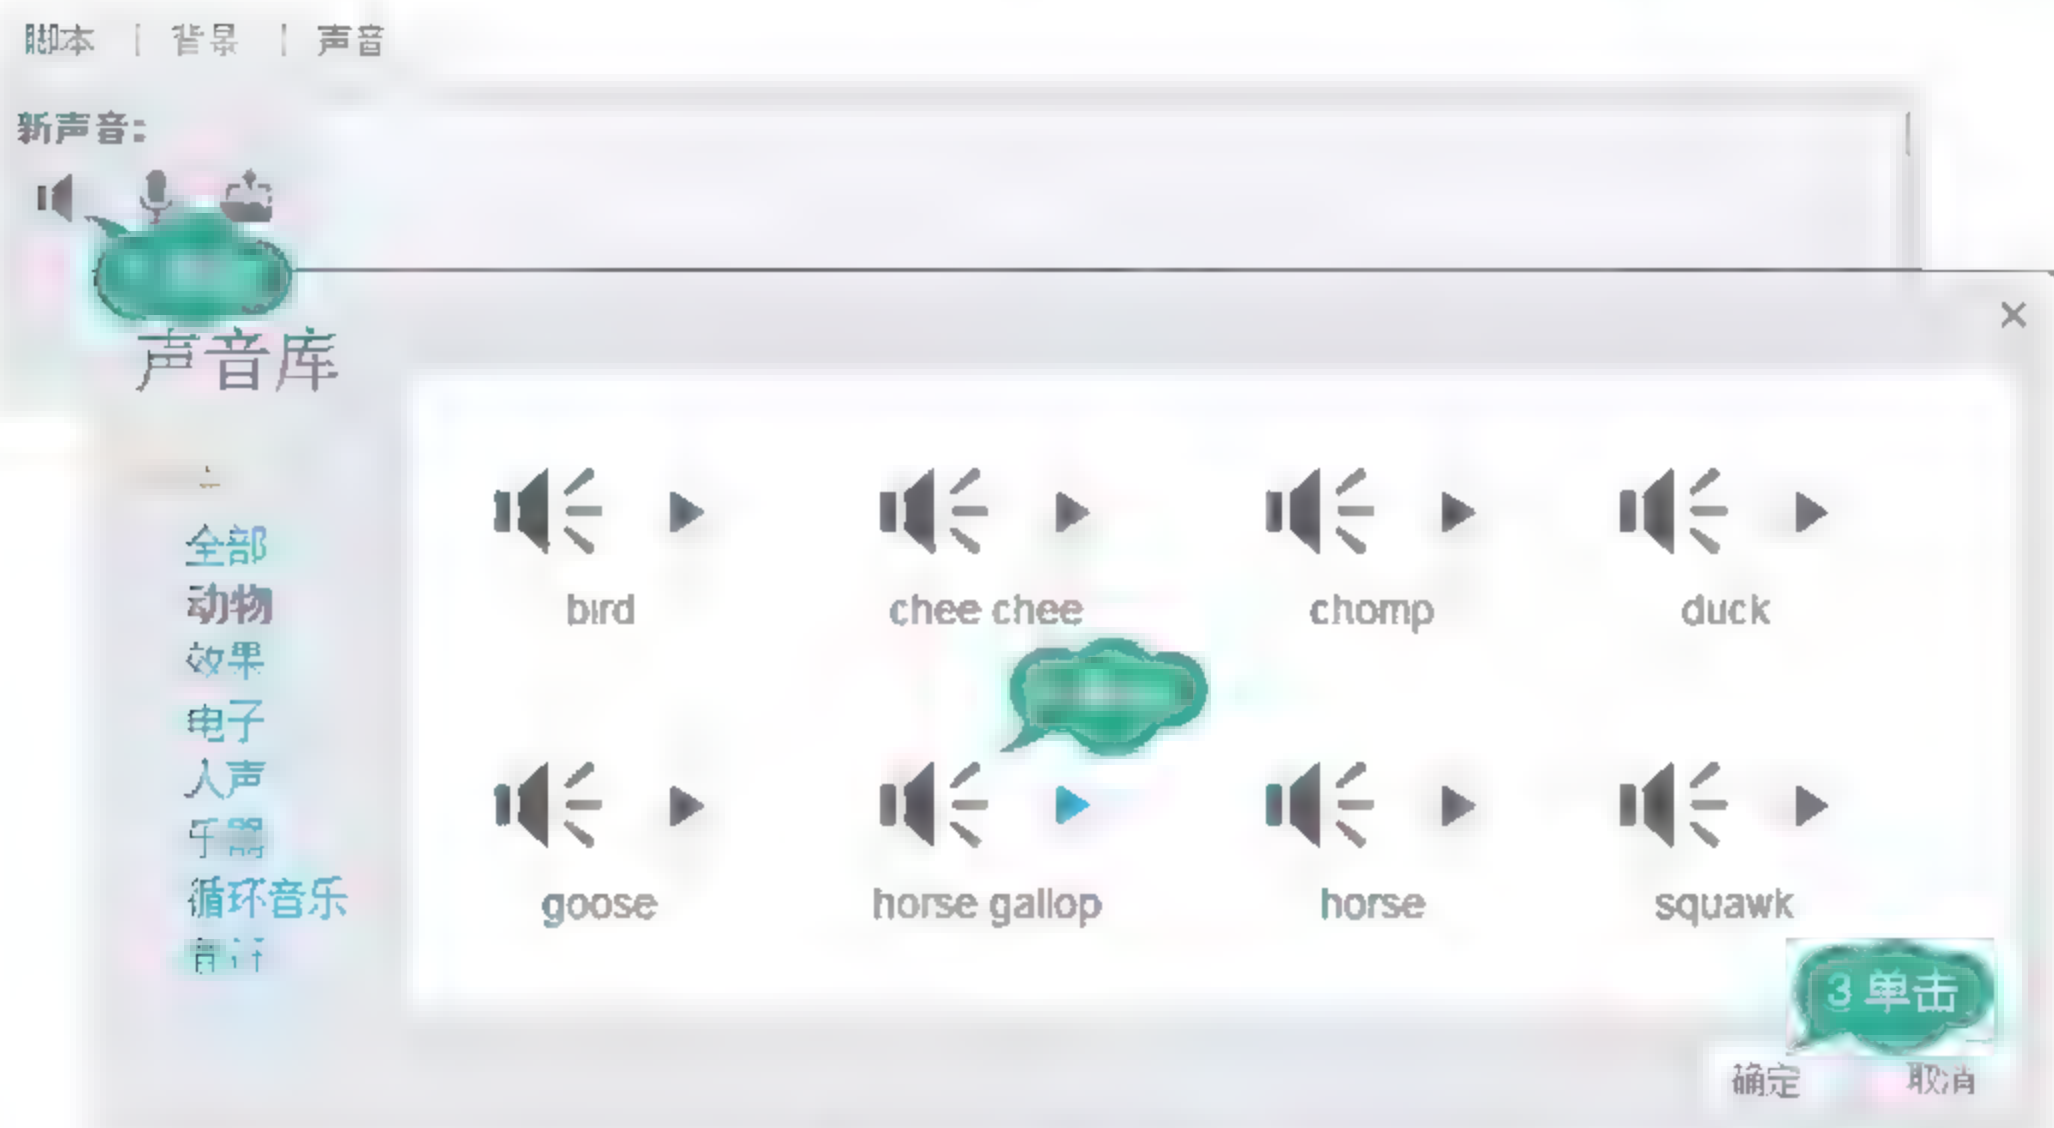 脚本 | 背景 | 声音
新声音:
声音库
全部
动物
效果
电子
人声
乐器
循环音乐
bird
chee chee
chomp
duck
goose
horse gallop
horse
squawk
3 单击
确定
取消